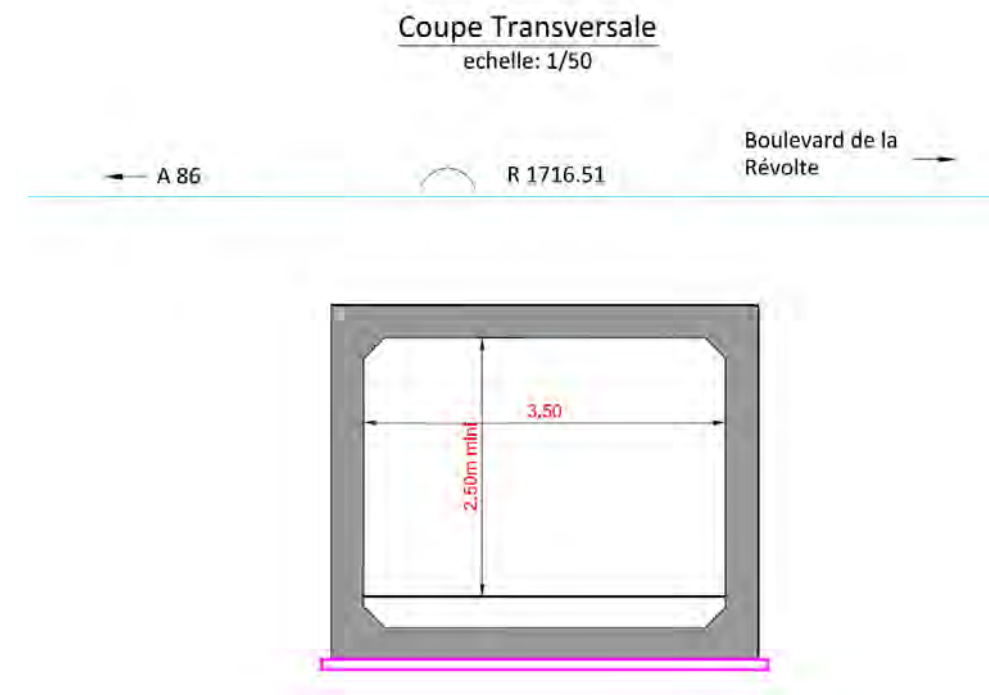 Coupe Transversale
echelle: 1/50
A 86
R 1716.51
Boulevard de la
Révolte
3,50
2,50m mini